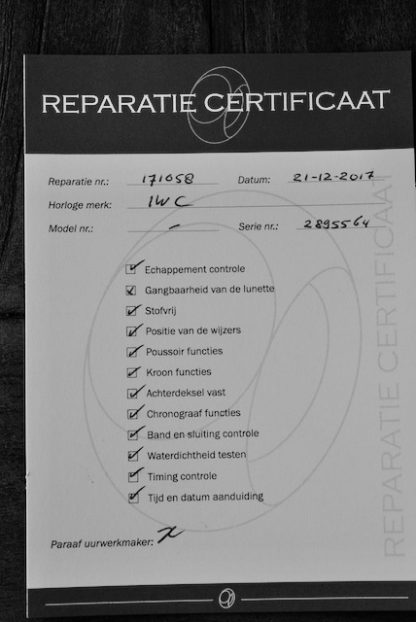 REPARATIE CERTIFICAAT
Reparatie nr.: 171058 Datum: 21-12-2017
Horloge merk: IWC
Model nr.: - Serie nr.: 2895564
Echappement controle
Gangbaarheid van de lunette
Stofvrij
Positie van de wijzers
Poussoir functies
Kroon functies
Achterdeksel vast
Chronograaf functies
Band en sluiting controle
Waterdichtheid testen
Timing controle
Tijd en datum aanduiding
Paraaf uurwerkmaker:
REPARATIE CERTIFICAAT